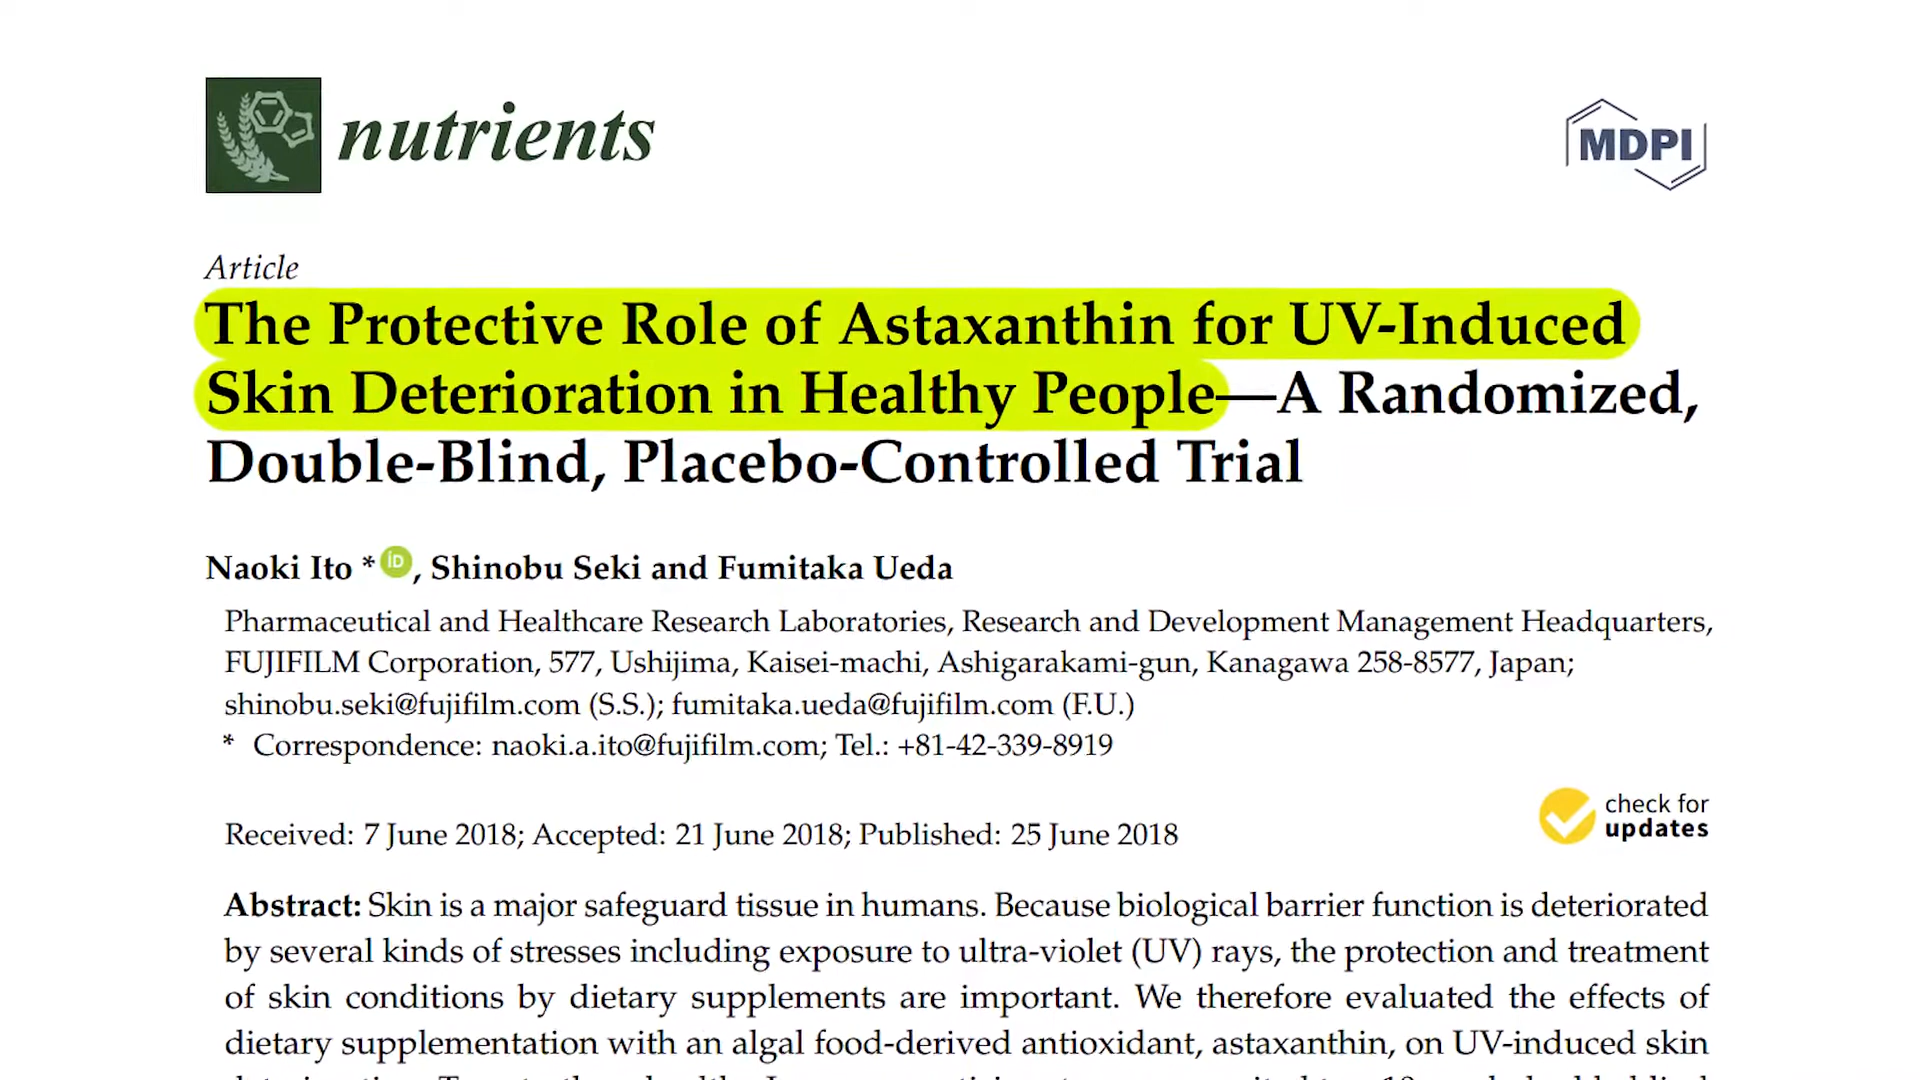 nutrients
MDPI
Article
The Protective Role of Astaxanthin for UV-Induced
Skin Deterioration in Healthy People—A Randomized,
Double-Blind, Placebo-Controlled Trial
Naoki Ito * iD, Shinobu Seki and Fumitaka Ueda
Pharmaceutical and Healthcare Research Laboratories, Research and Development Management Headquarters,
FUJIFILM Corporation, 577, Ushijima, Kaisei-machi, Ashigarakami-gun, Kanagawa 258-8577, Japan;
shinobu.seki@fujifilm.com (S.S.); fumitaka.ueda@fujifilm.com (F.U.)
* Correspondence: naoki.a.ito@fujifilm.com; Tel.: +81-42-339-8919
check for
updates
Received: 7 June 2018; Accepted: 21 June 2018; Published: 25 June 2018
Abstract: Skin is a major safeguard tissue in humans. Because biological barrier function is deteriorated
by several kinds of stresses including exposure to ultra-violet (UV) rays, the protection and treatment
of skin conditions by dietary supplements are important. We therefore evaluated the effects of
dietary supplementation with an algal food-derived antioxidant, astaxanthin, on UV-induced skin